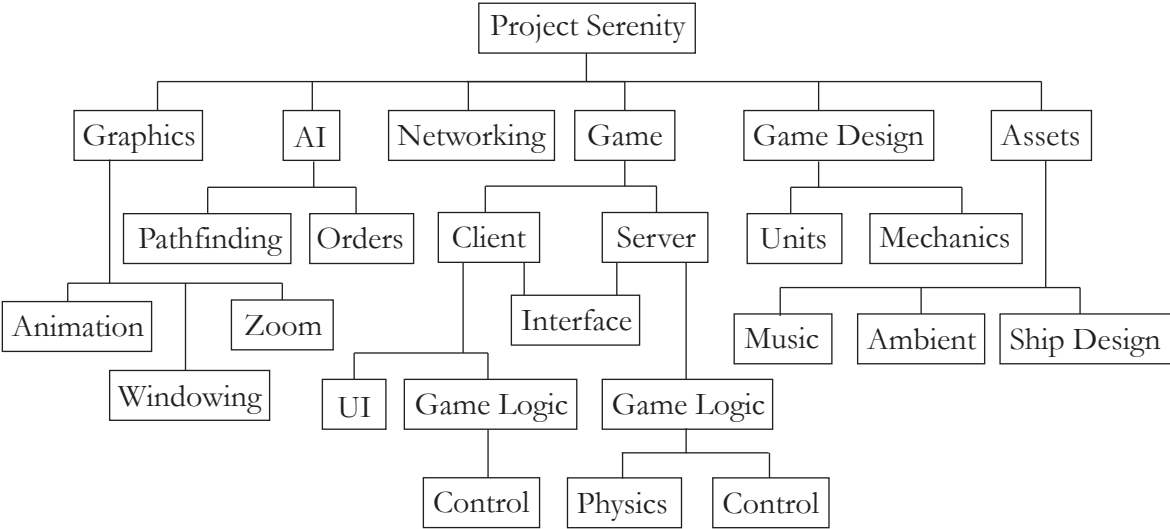 Project Serenity
Graphics
AI
Networking
Game
Game Design
Assets
Pathfinding
Orders
Client
Server
Units
Mechanics
Animation
Zoom
Interface
Music
Ambient
Ship Design
Windowing
UI
Game Logic
Game Logic
Control
Physics
Control